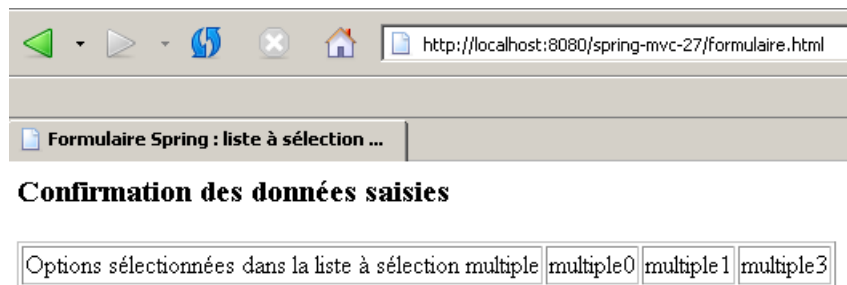 http://localhost:8080/spring-mvc-27/formulaire.html
Formulaire Spring : liste à sélection ...
Confirmation des données saisies
Options sélectionnées dans la liste à sélection multiple multiple0 multiple1 multiple3